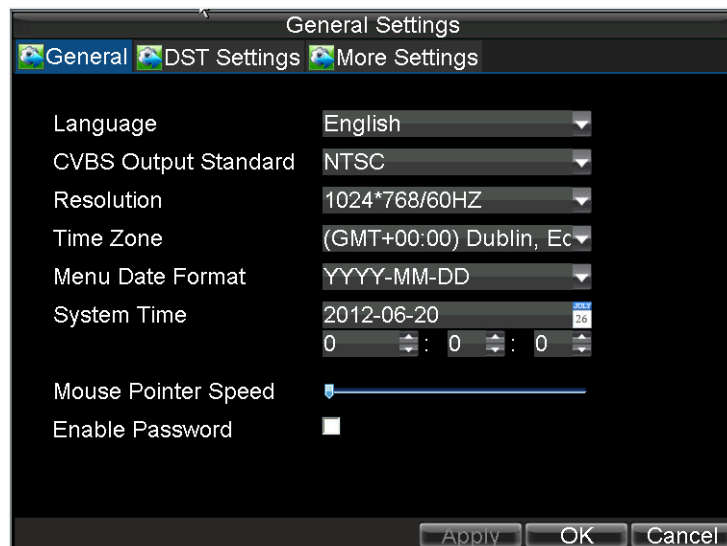 General Settings
General DST Settings More Settings
Language English
CVBS Output Standard NTSC
Resolution 1024*768/60HZ
Time Zone (GMT+00:00) Dublin, Ec
Menu Date Format YYYY-MM-DD
System Time 2012-06-20
JULY
26
0 : 0 : 0
Mouse Pointer Speed
Enable Password
Apply OK Cancel